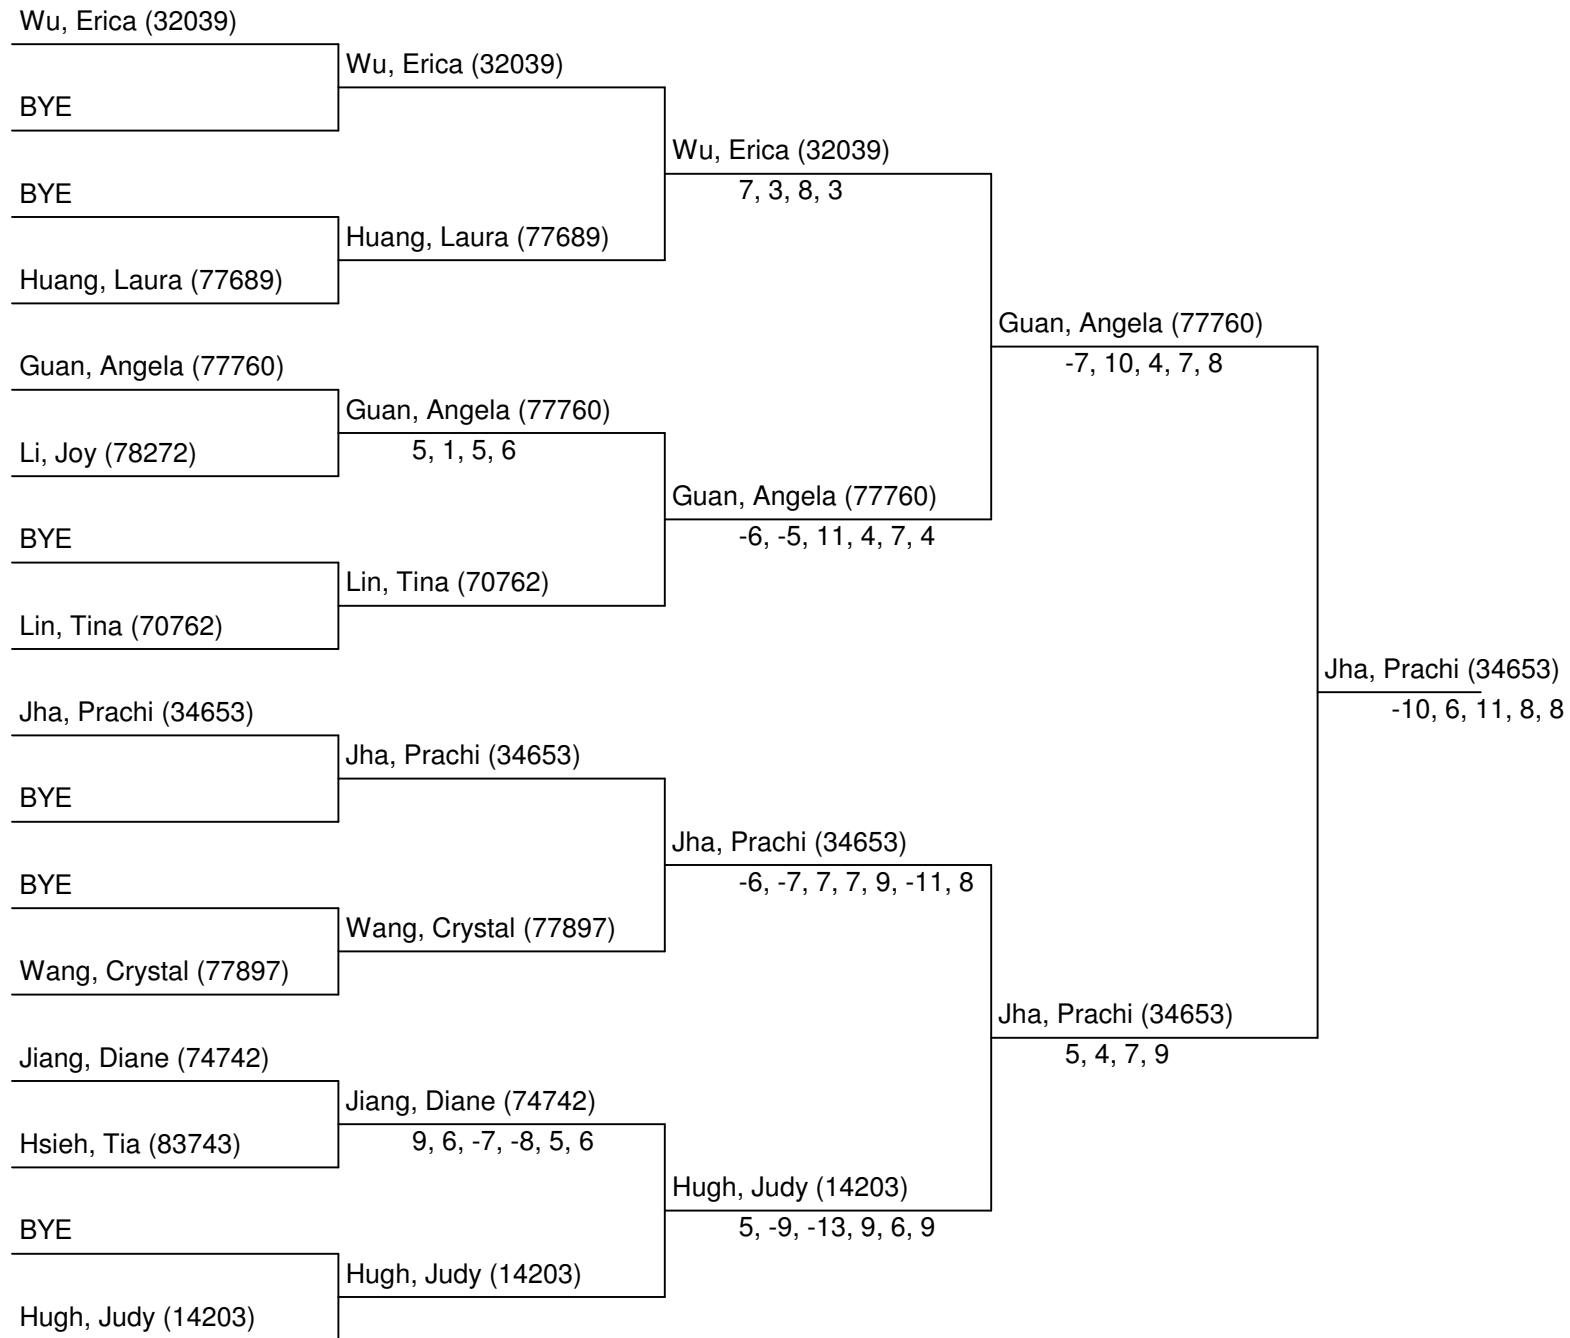 Wu, Erica (32039)
BYE
BYE
Huang, Laura (77689)
Guan, Angela (77760)
Li, Joy (78272)
BYE
Lin, Tina (70762)
Jha, Prachi (34653)
BYE
BYE
Wang, Crystal (77897)
Jiang, Diane (74742)
Hsieh, Tia (83743)
BYE
Hugh, Judy (14203)
Wu, Erica (32039)
Huang, Laura (77689)
Guan, Angela (77760)
5, 1, 5, 6
Lin, Tina (70762)
Jha, Prachi (34653)
Wang, Crystal (77897)
Jiang, Diane (74742)
9, 6, -7, -8, 5, 6
Hugh, Judy (14203)
Wu, Erica (32039)
7, 3, 8, 3
Guan, Angela (77760)
-6, -5, 11, 4, 7, 4
Jha, Prachi (34653)
-6, -7, 7, 7, 9, -11, 8
Hugh, Judy (14203)
5, -9, -13, 9, 6, 9
Guan, Angela (77760)
-7, 10, 4, 7, 8
Jha, Prachi (34653)
5, 4, 7, 9
Jha, Prachi (34653)
-10, 6, 11, 8, 8